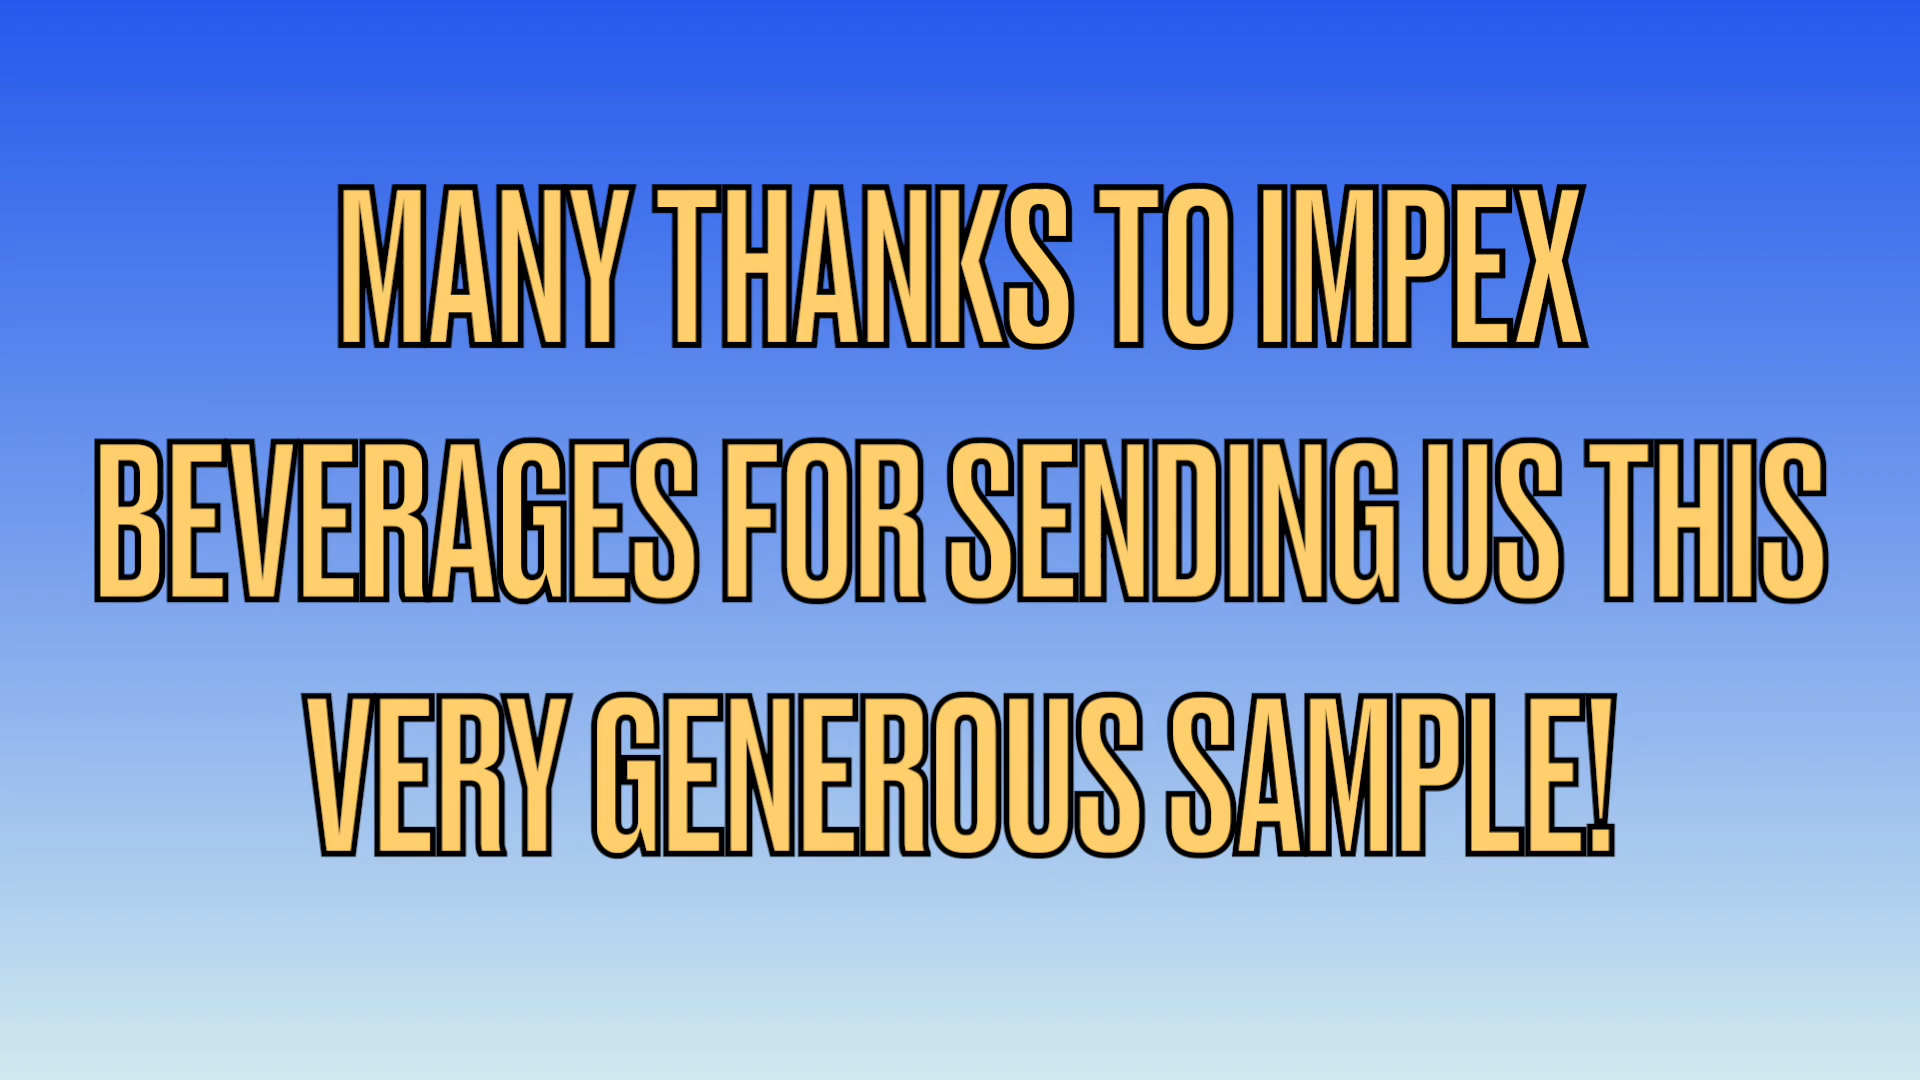 MANY THANKS TO IMPEX
BEVERAGES FOR SENDING US THIS
VERY GENEROUS SAMPLE!